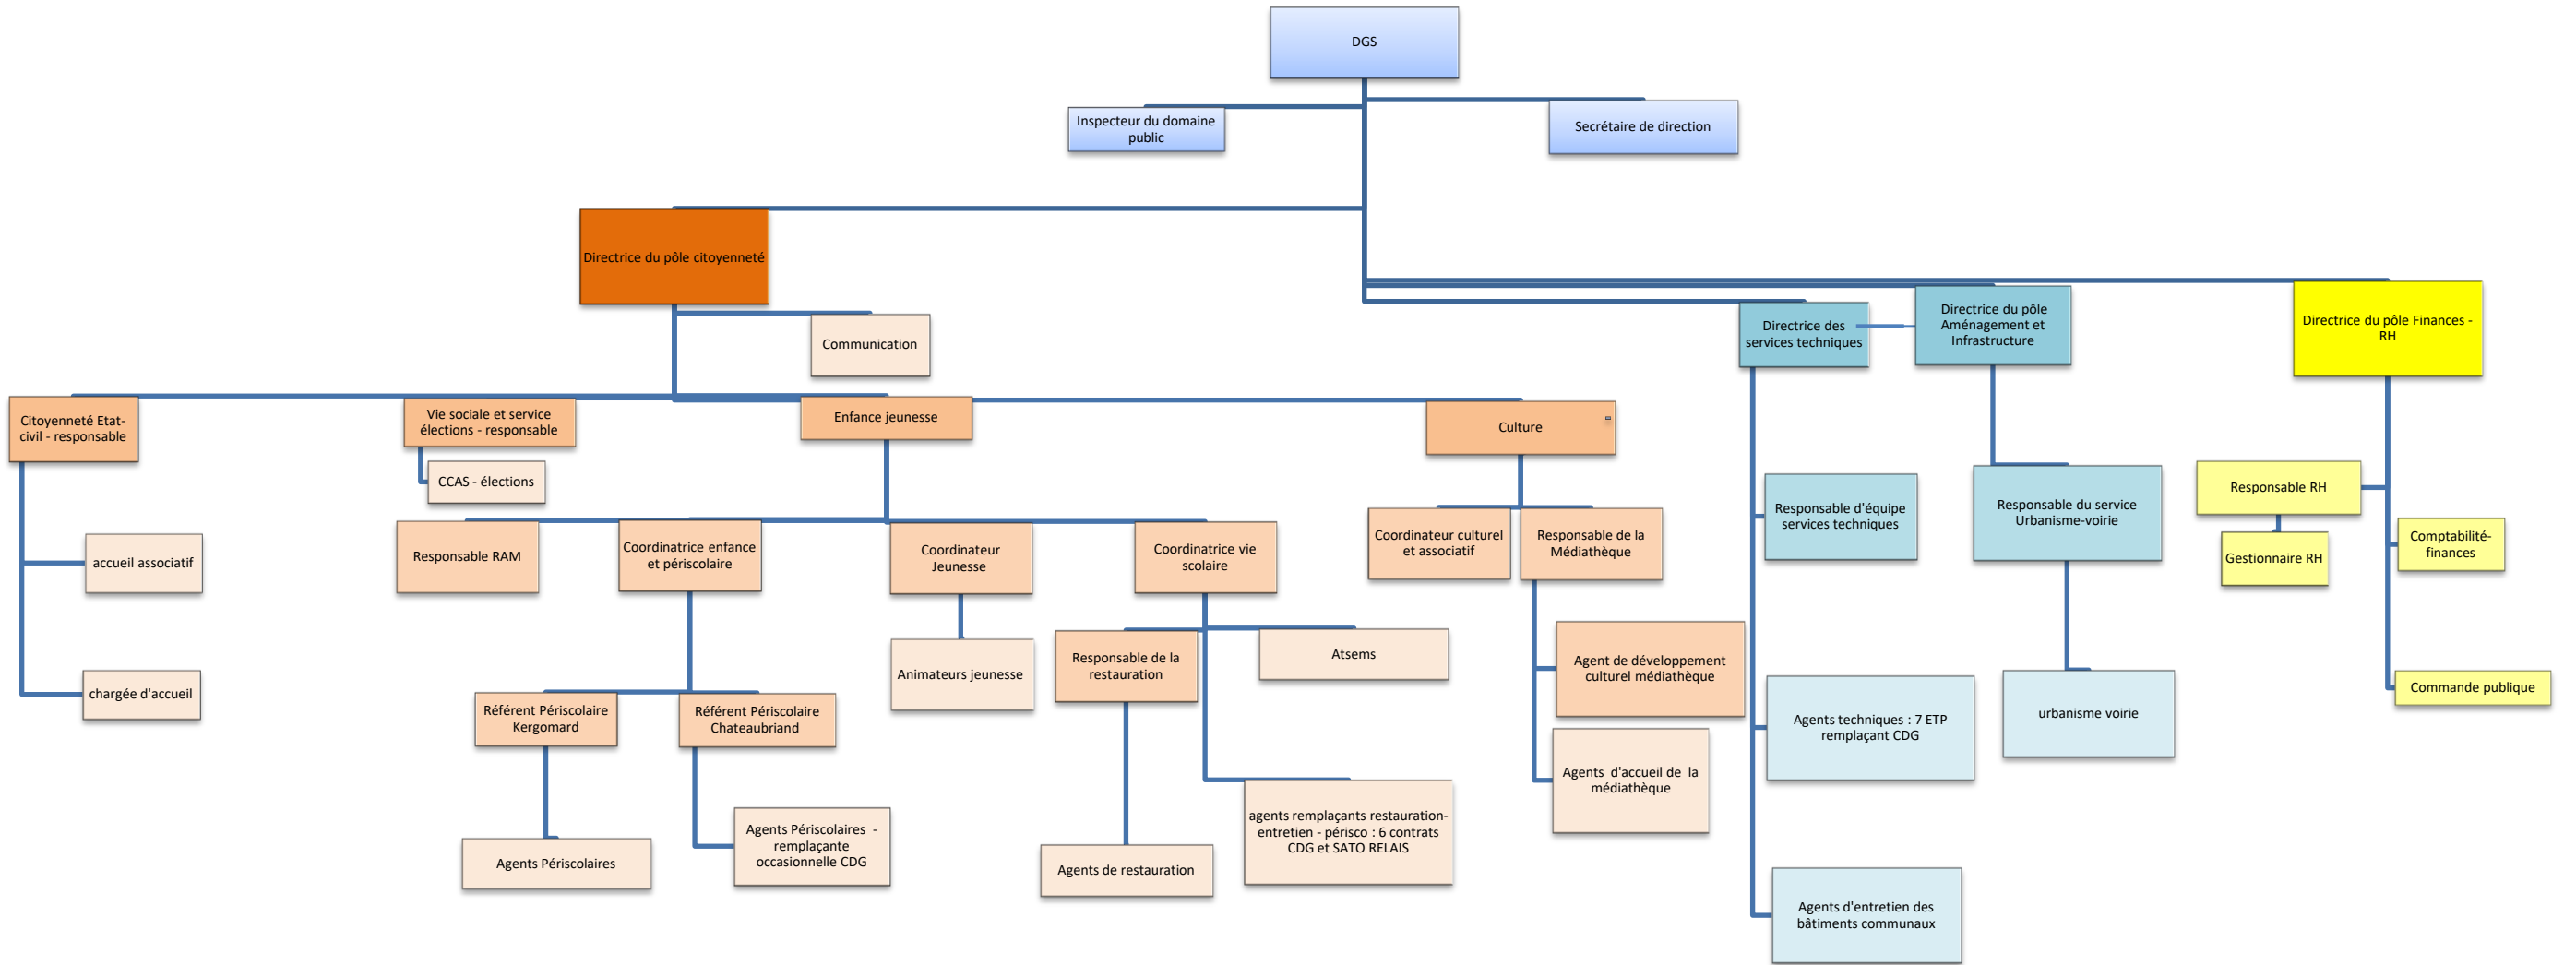 DGS
Inspecteur du domaine
public
Secrétaire de direction
Directrice du pôle citoyenneté
Communication
Directrice des
services techniques
Directrice du pôle
Aménagement et
Infrastructure
Directrice du pôle Finances -
RH
Citoyenneté Etat-
civil - responsable
Vie sociale et service
élections - responsable
Enfance jeunesse
Culture
CCAS - élections
accueil associatif
chargée d'accueil
Responsable RAM
Coordinatrice enfance
et périscolaire
Coordinateur
Jeunesse
Coordinatrice vie
scolaire
Coordinateur culturel
et associatif
Responsable de la
Médiathèque
Responsable d'équipe
services techniques
Responsable du service
Urbanisme-voirie
Responsable RH
Gestionnaire RH
Comptabilité-
finances
Commande publique
Animateurs jeunesse
Responsable de la
restauration
Atsems
Agent de développement
culturel médiathèque
Référent Périscolaire
Kergomard
Référent Périscolaire
Chateaubriand
Agents techniques : 7 ETP
remplaçant CDG
urbanisme voirie
Agents d'accueil de la
médiathèque
Agents Périscolaires
Agents Périscolaires -
remplaçante
occasionnelle CDG
Agents de restauration
agents remplaçants restauration-
entretien - périsco : 6 contrats
CDG et SATO RELAIS
Agents d'entretien des
bâtiments communaux